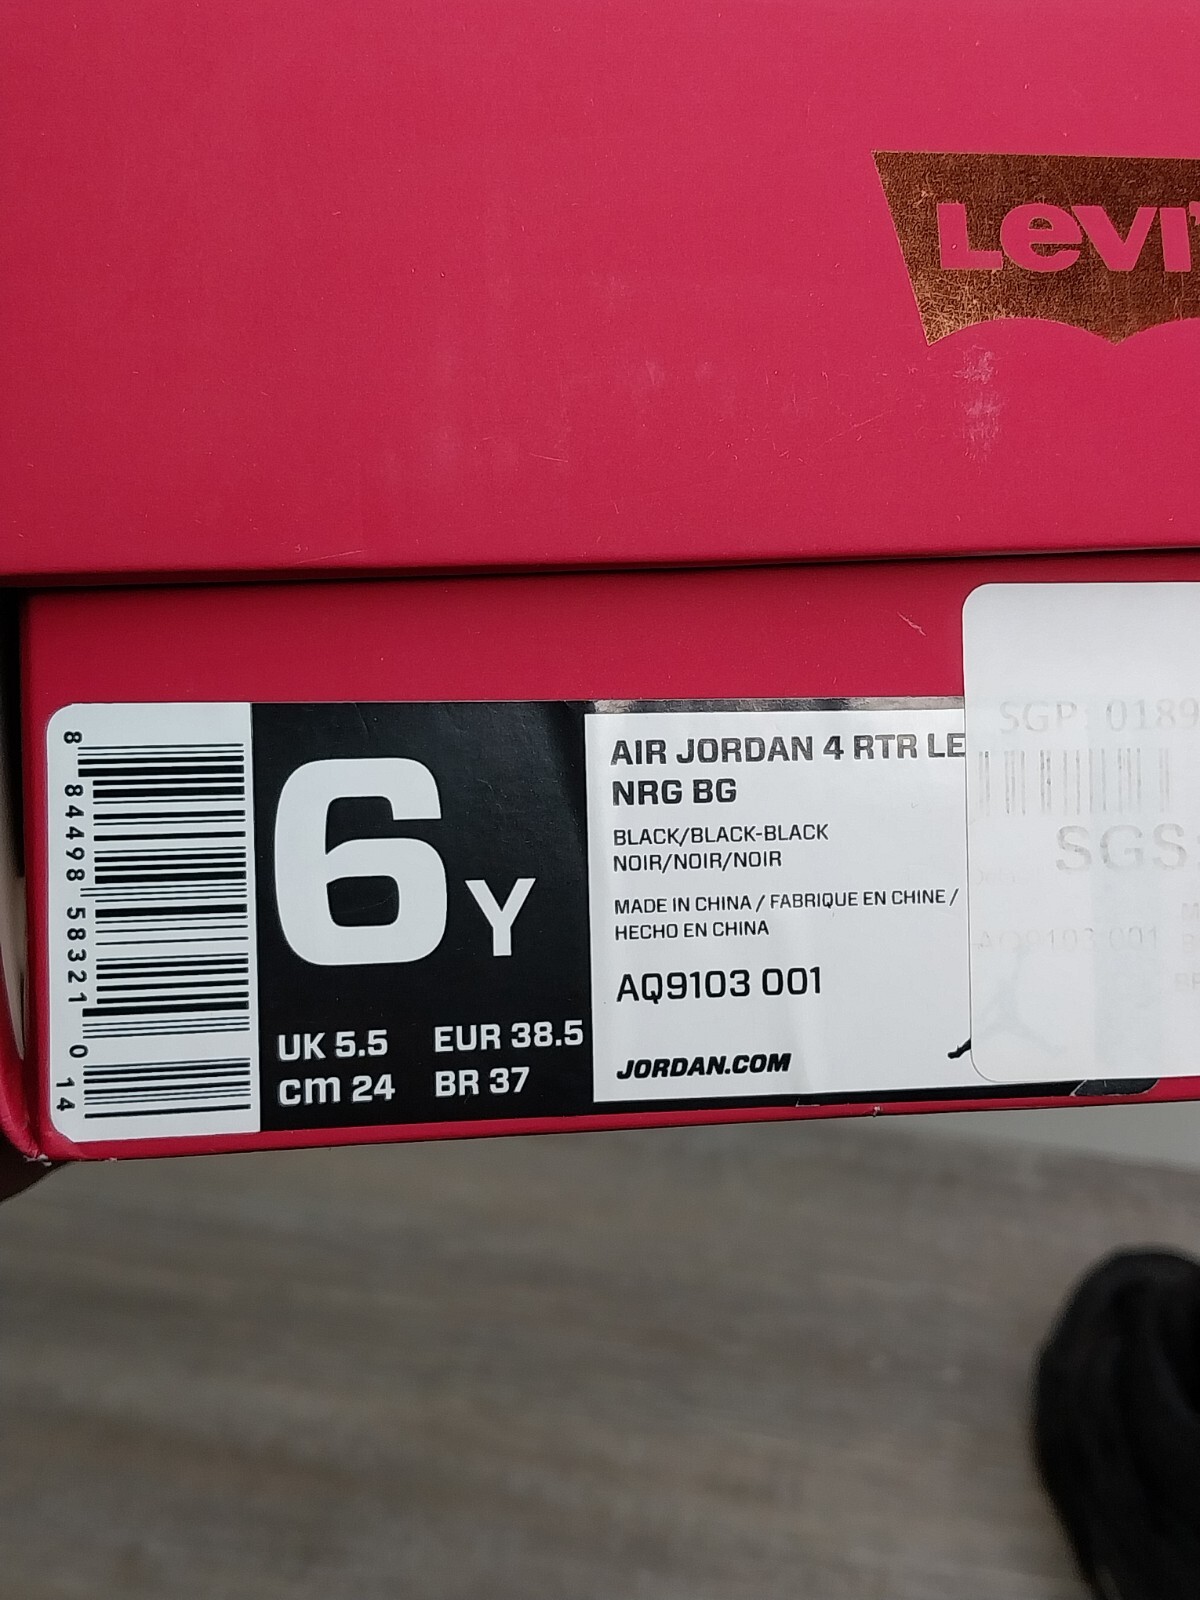 Levi'
AIR JORDAN 4 RTR LE
NRG BG
BLACK/BLACK-BLACK
NOIR/NOIR/NOIR
MADE IN CHINA / FABRIQUE EN CHINE /
HECHO EN CHINA
AQ9103 001
JORDAN.COM
6Y
UK 5.5 EUR 38.5
cm 24 BR 37
8 84498 58321 0 14
SGP 0189
SGS
AQ9103 001